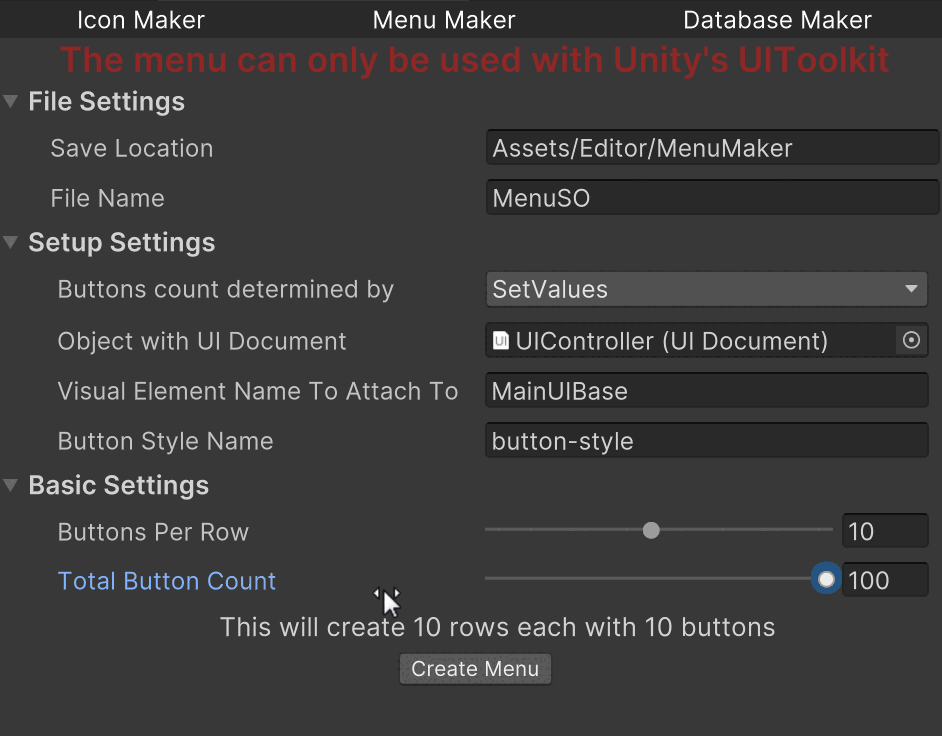 Icon Maker Menu Maker Database Maker
The menu can only be used with Unity's UIToolkit
File Settings
Save Location Assets/Editor/MenuMaker
File Name MenuSO
Setup Settings
Buttons count determined by SetValues
Object with UI Document UI UIController (UI Document)
Visual Element Name To Attach To MainUIBase
Button Style Name button-style
Basic Settings
Buttons Per Row 10
Total Button Count 100
This will create 10 rows each with 10 buttons
Create Menu